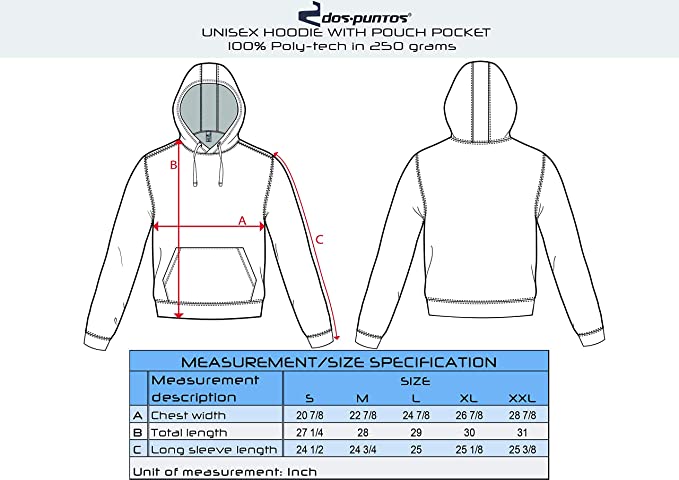 dos-puntos®
UNISEX HOODIE WITH POUCH POCKET
100% Poly-tech in 250 grams
B
A
C
MEASUREMENT/SIZE SPECIFICATION
Measurement description SIZE
S M L XL XXL
A Chest width 20 7/8 22 7/8 24 7/8 26 7/8 28 7/8
B Total length 27 1/4 28 29 30 31
C Long sleeve length 24 1/2 24 3/4 25 25 1/8 25 3/8
Unit of measurement: Inch